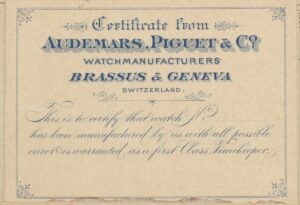 Certificate from
AUDEMARS, PIGUET & Cº
WATCHMANUFACTURERS
BRASSUS & GENEVA
SWITZERLAND.
This is to certify that watch Nº
has been manufactured by us with all possible
care & is warranted as a first Class Timekeeper.